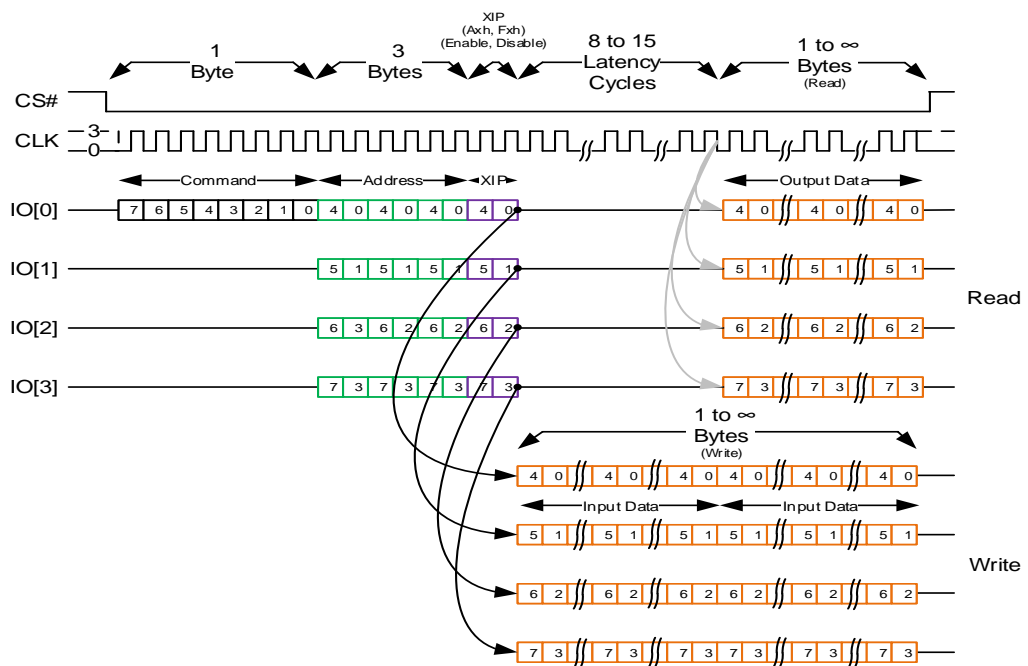 XIP
(Axh, Fxh)
(Enable, Disable)
1
Byte
3
Bytes
8 to 15
Latency
Cycles
1 to ∞
Bytes
(Read)
CS#
CLK 3
0
Command Address XIP Output Data
IO[0] 7 6 5 4 3 2 1 0 4 0 4 0 4 0 4 0 4 0 4 0 4 0
IO[1] 5 1 5 1 5 1 5 1 5 1 5 1 5 1
Read
IO[2] 6 3 6 2 6 2 6 2 6 2 6 2 6 2
IO[3] 7 3 7 3 7 3 7 3 7 3 7 3 7 3
1 to ∞
Bytes
(Write)
4 0 4 0 4 0 4 0 4 0 4 0
Input Data Input Data
5 1 5 1 5 1 5 1 5 1 5 1
Write
6 2 6 2 6 2 6 2 6 2 6 2
7 3 7 3 7 3 7 3 7 3 7 3